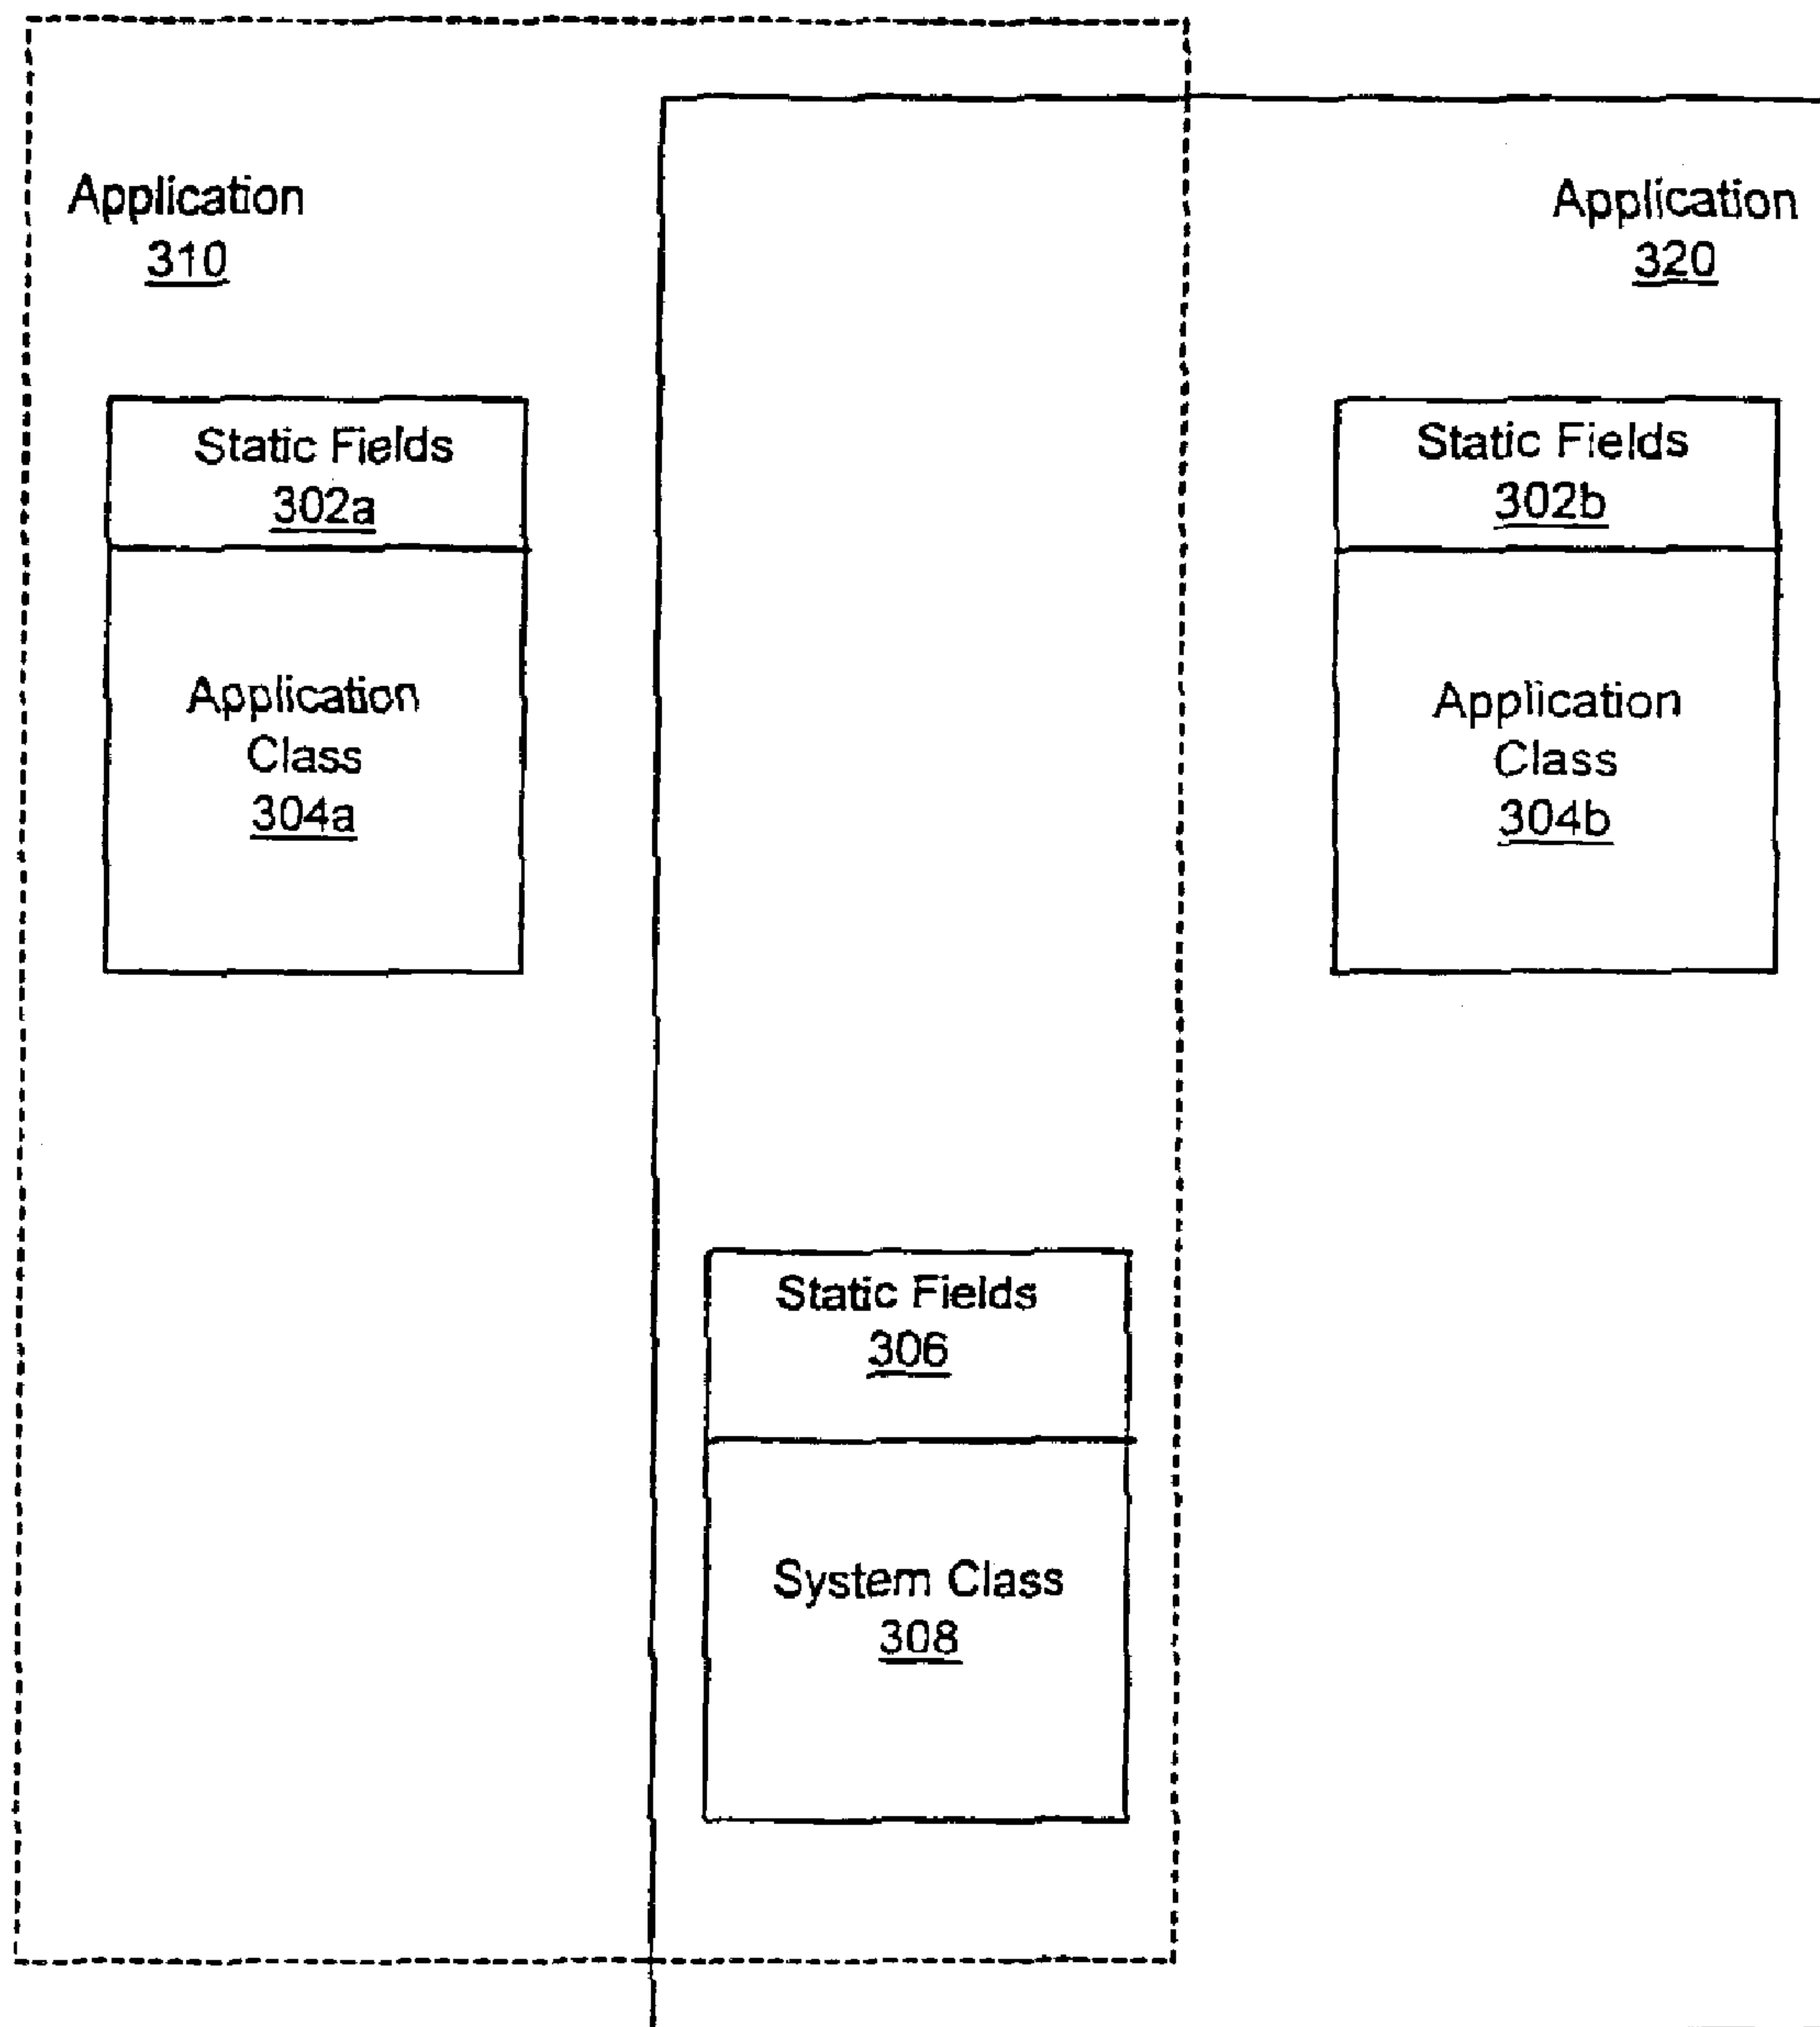 Application
310
Application
320
Static Fields
302a
Application
Class
304a
Static Fields
302b
Application
Class
304b
Static Fields
306
System Class
308